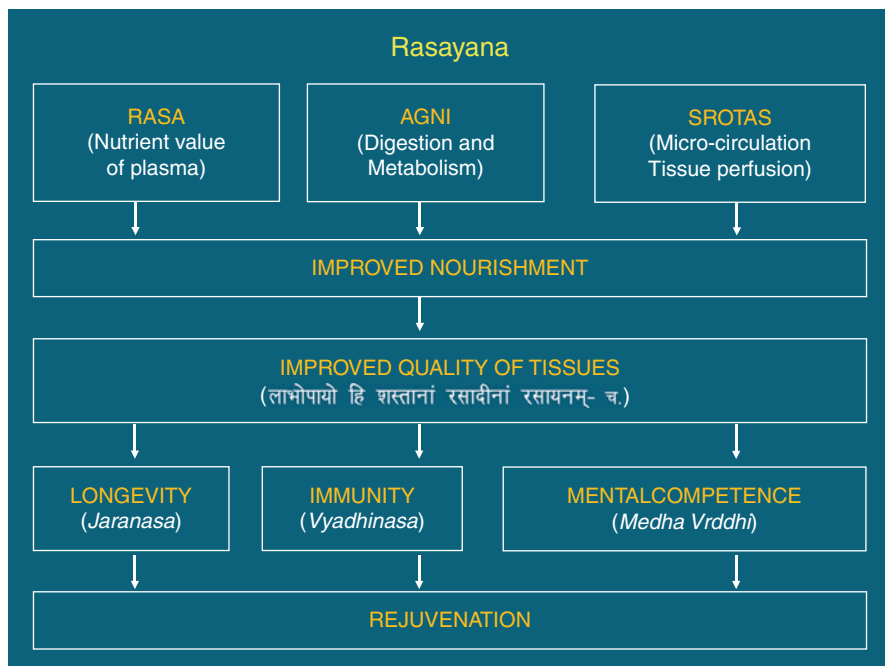 Rasayana
RASA
(Nutrient value
of plasma)
AGNI
(Digestion and
Metabolism)
SROTAS
(Micro-circulation
Tissue perfusion)
IMPROVED NOURISHMENT
IMPROVED QUALITY OF TISSUES
(लाभोपायो हि शस्तानां रसादीनां रसायनम्- च.)
LONGEVITY
(Jaranasa)
IMMUNITY
(Vyadhinasa)
MENTALCOMPETENCE
(Medha Vrddhi)
REJUVENATION